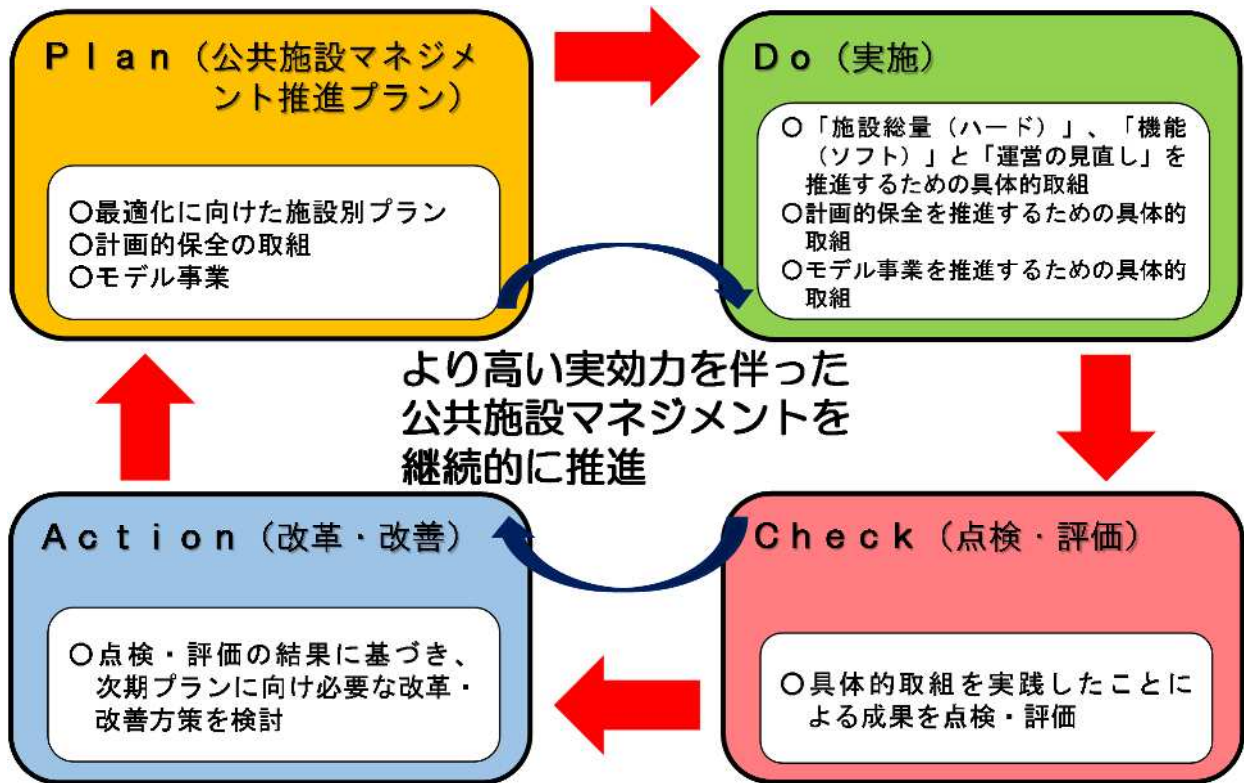 Plan（公共施設マネジメ
ント推進プラン）
○最適化に向けた施設別プラン
○計画的保全の取組
○モデル事業
Do（実施）
○「施設総量（ハード）」、「機能
（ソフト）」と「運営の見直し」を
推進するための具体的取組
○計画的保全を推進するための具体的
取組
○モデル事業を推進するための具体的
取組
より高い実効力を伴った
公共施設マネジメントを
継続的に推進
Action（改革・改善）
○点検・評価の結果に基づき、
次期プランに向け必要な改革・
改善方策を検討
Check（点検・評価）
○具体的取組を実践したことに
よる成果を点検・評価